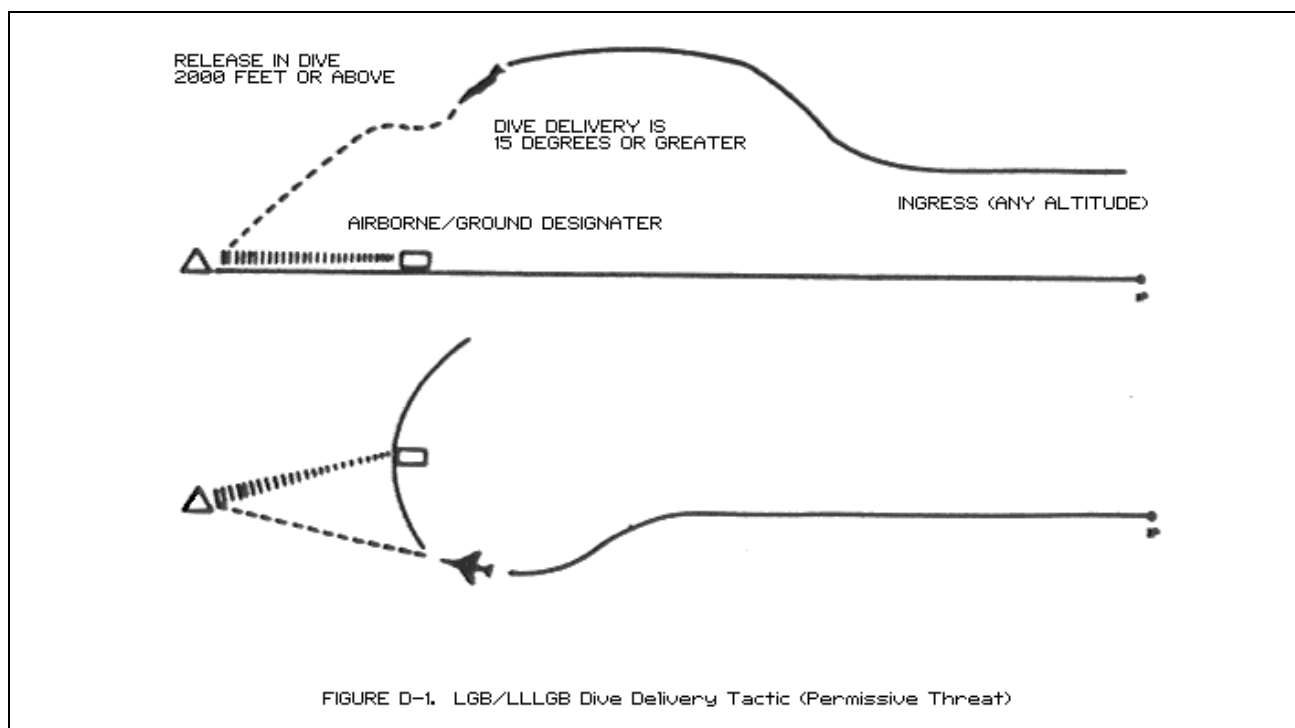 RELEASE IN DIVE
2000 FEET OR ABOVE
DIVE DELIVERY IS
15 DEGREES OR GREATER
INGRESS (ANY ALTITUDE)
AIRBORNE/GROUND DESIGNATER
FIGURE D-1. LGB/LLLGB Dive Delivery Tactic (Permissive Threat)